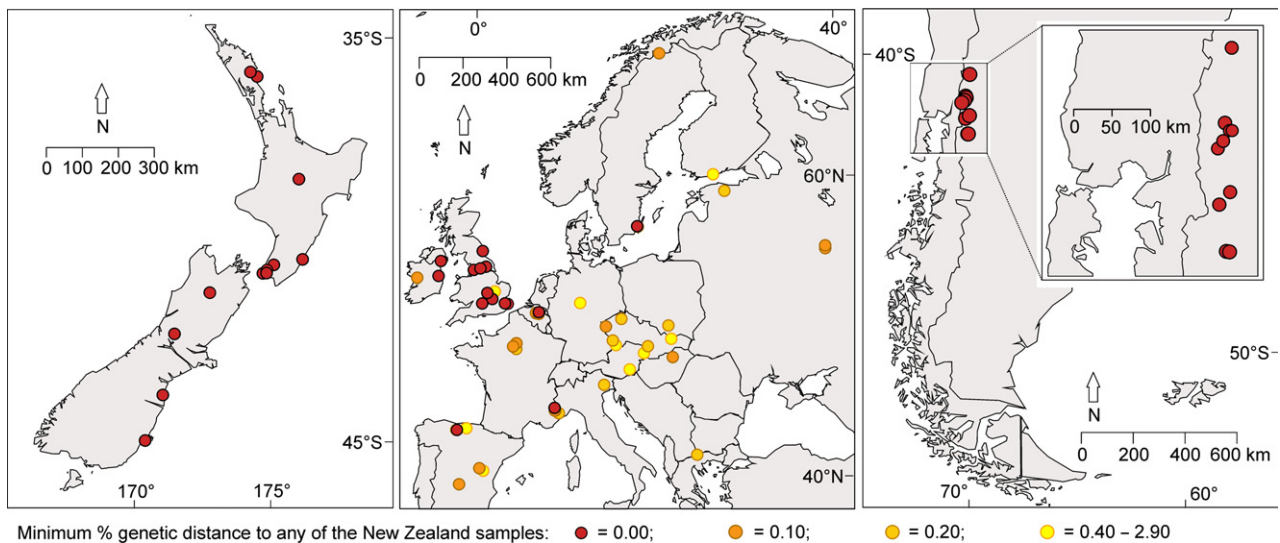 35°S
N
0 150 300 km
45°S
170° 175°
0° 40°
0 200 400 600 km
N
60°N
40°N
40°S
0 50 100 km
50°S
N
0 200 400 600 km
70° 60°
Minimum % genetic distance to any of the New Zealand samples: = 0.00; = 0.10; = 0.20; = 0.40 – 2.90